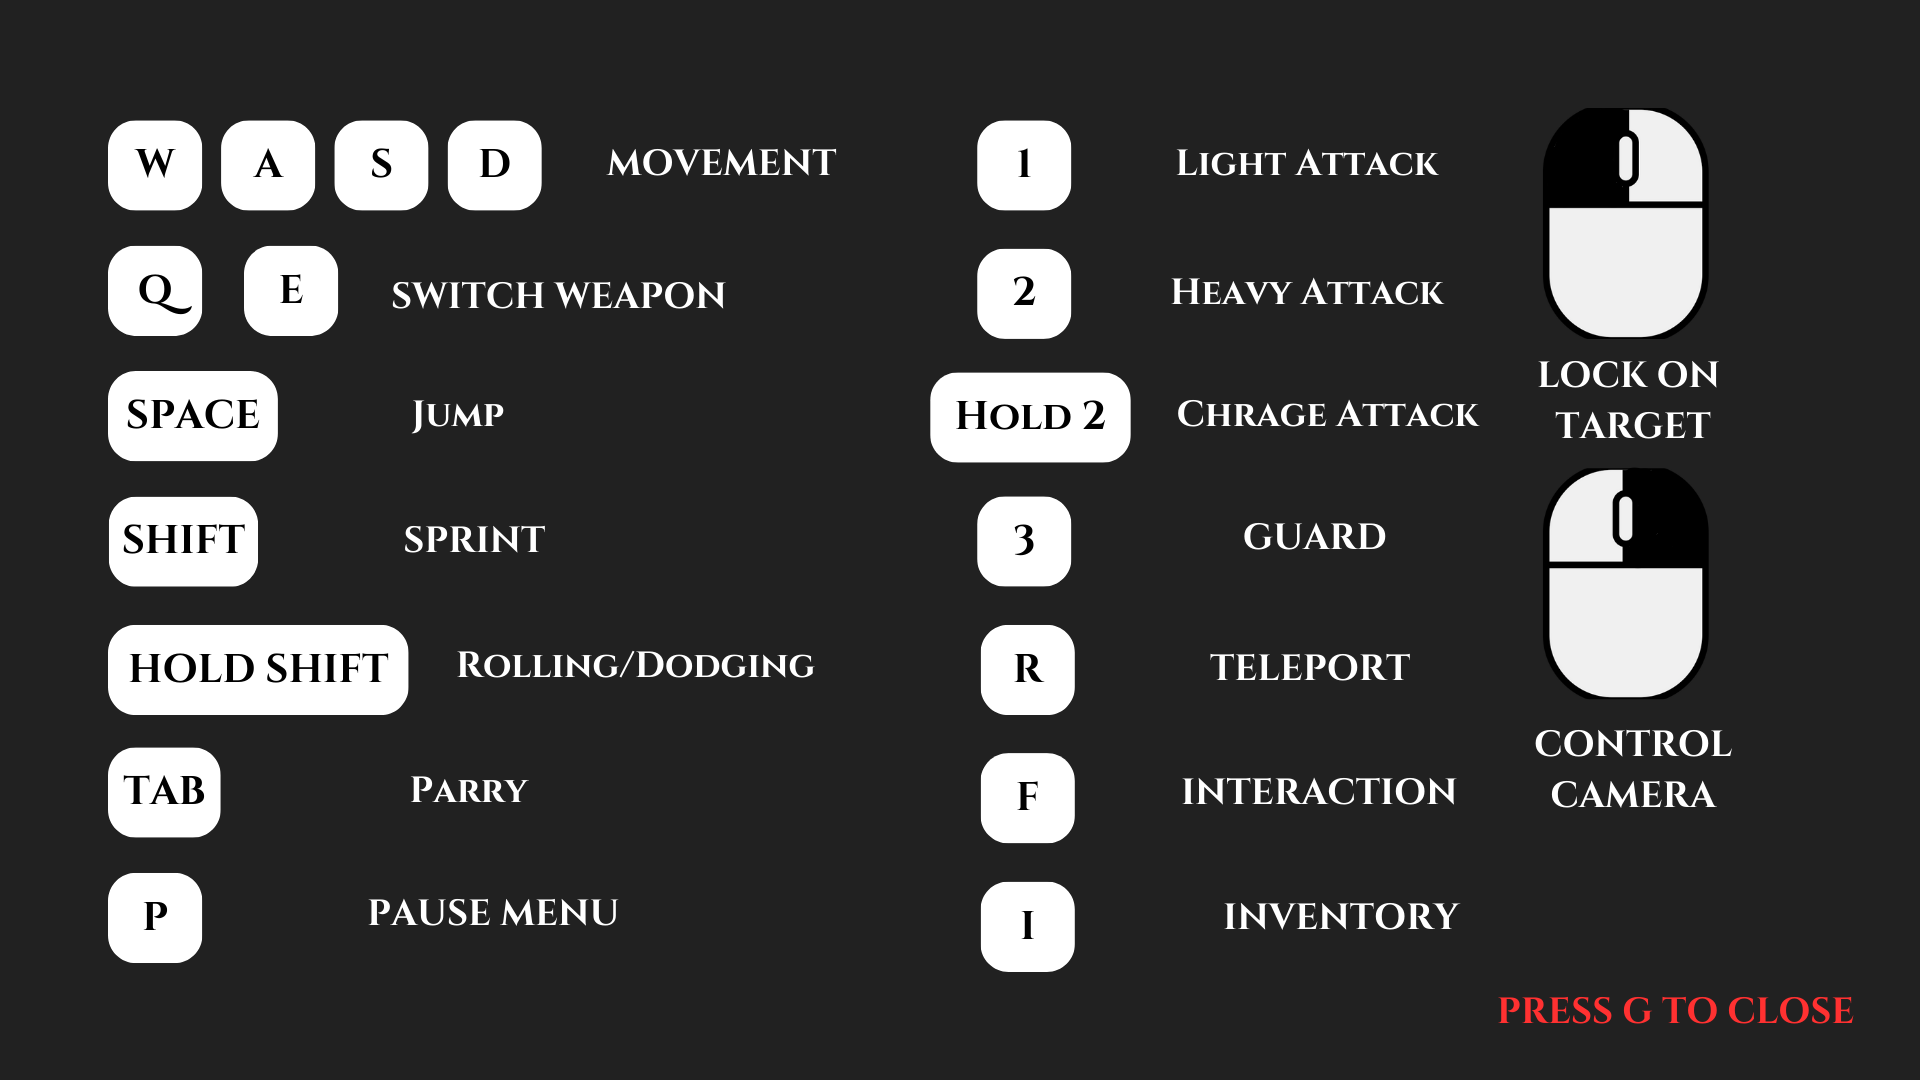 W A S D MOVEMENT
Q E SWITCH WEAPON
SPACE Jump
SHIFT SPRINT
HOLD SHIFT Rolling/Dodging
TAB Parry
P PAUSE MENU
1 Light Attack
2 Heavy Attack
Hold 2 Chrage Attack
3 GUARD
R TELEPORT
F INTERACTION
I INVENTORY
LOCK ON
TARGET
CONTROL
CAMERA
PRESS G TO CLOSE